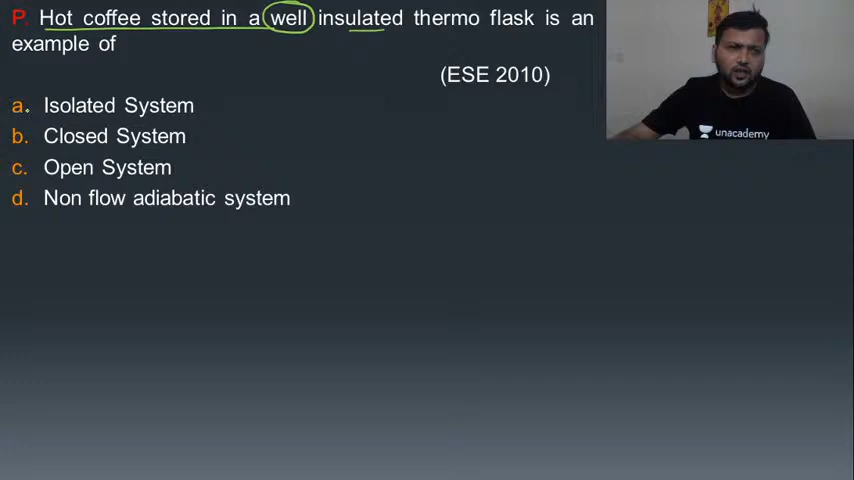 P. Hot coffee stored in a well insulated thermo flask is an
example of
(ESE 2010)
a. Isolated System
b. Closed System
c. Open System
d. Non flow adiabatic system
unacademy